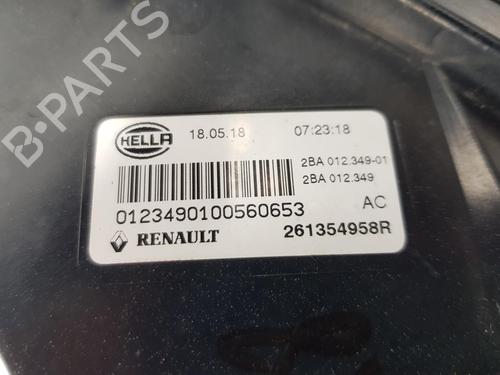 B-PARTS
HELLA
18.05.18 07:23:18
2BA 012.349-01
2BA 012.349
0123490100560653 AC
RENAULT 261354958R